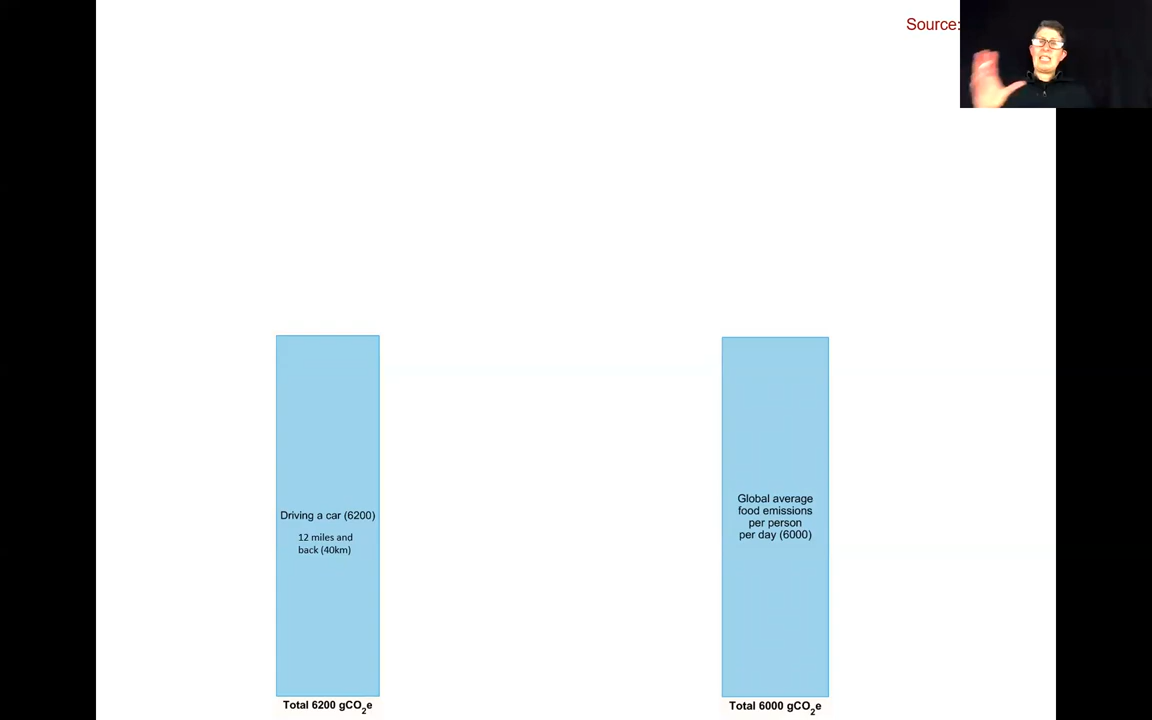 Source:
Driving a car (6200)
12 miles and
back (40km)
Total 6200 gCO2e
Global average
food emissions
per person
per day (6000)
Total 6000 gCO2e